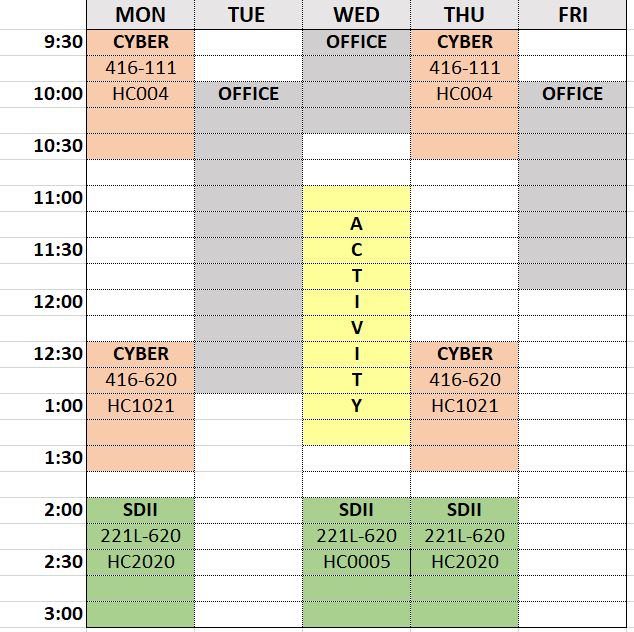 MON TUE WED THU FRI
9:30 CYBER OFFICE CYBER
416-111 416-111
10:00 HC004 OFFICE HC004 OFFICE
10:30
11:00
A
11:30 C
T
12:00 I
V
12:30 CYBER I CYBER
416-620 T 416-620
1:00 HC1021 Y HC1021
1:30
2:00 SDII SDII SDII
221L-620 221L-620 221L-620
2:30 HC2020 HC0005 HC2020
3:00